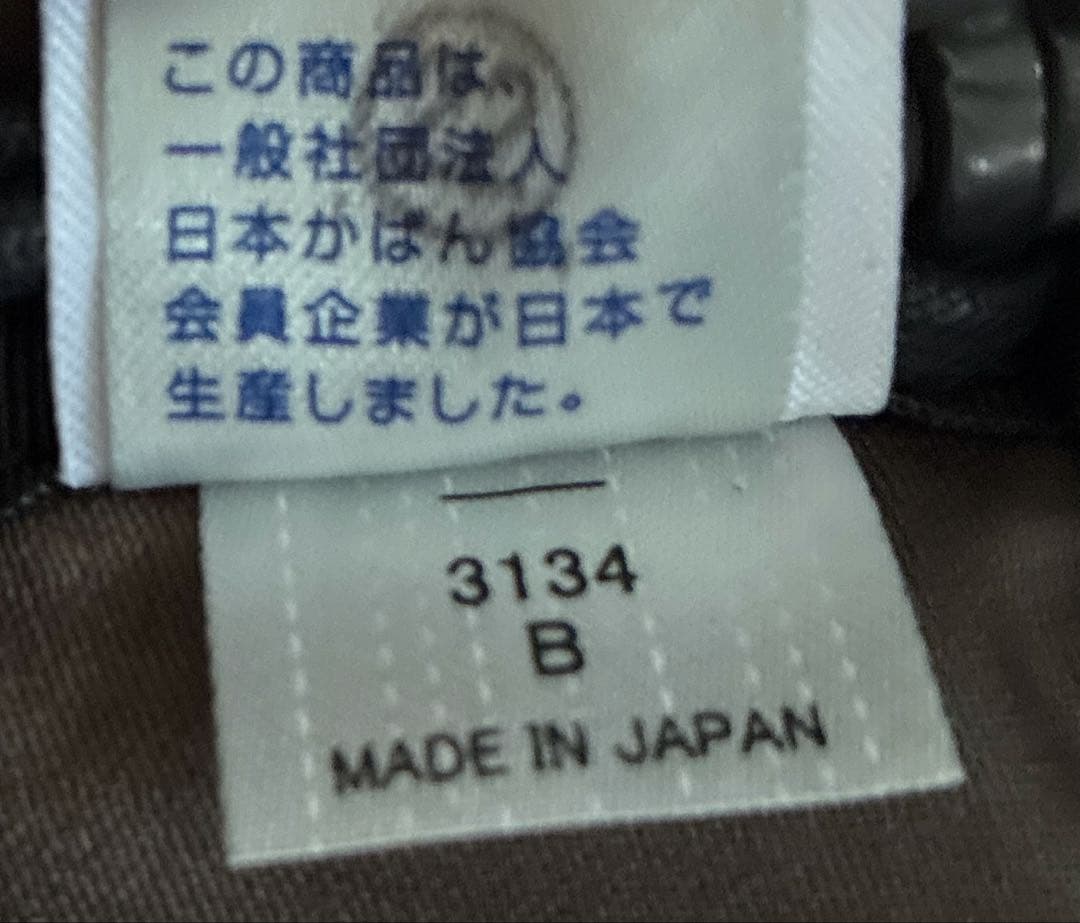 この商品は、
一般社団法人
日本かばん協会
会員企業が日本で
生産しました。
3134
B
MADE IN JAPAN